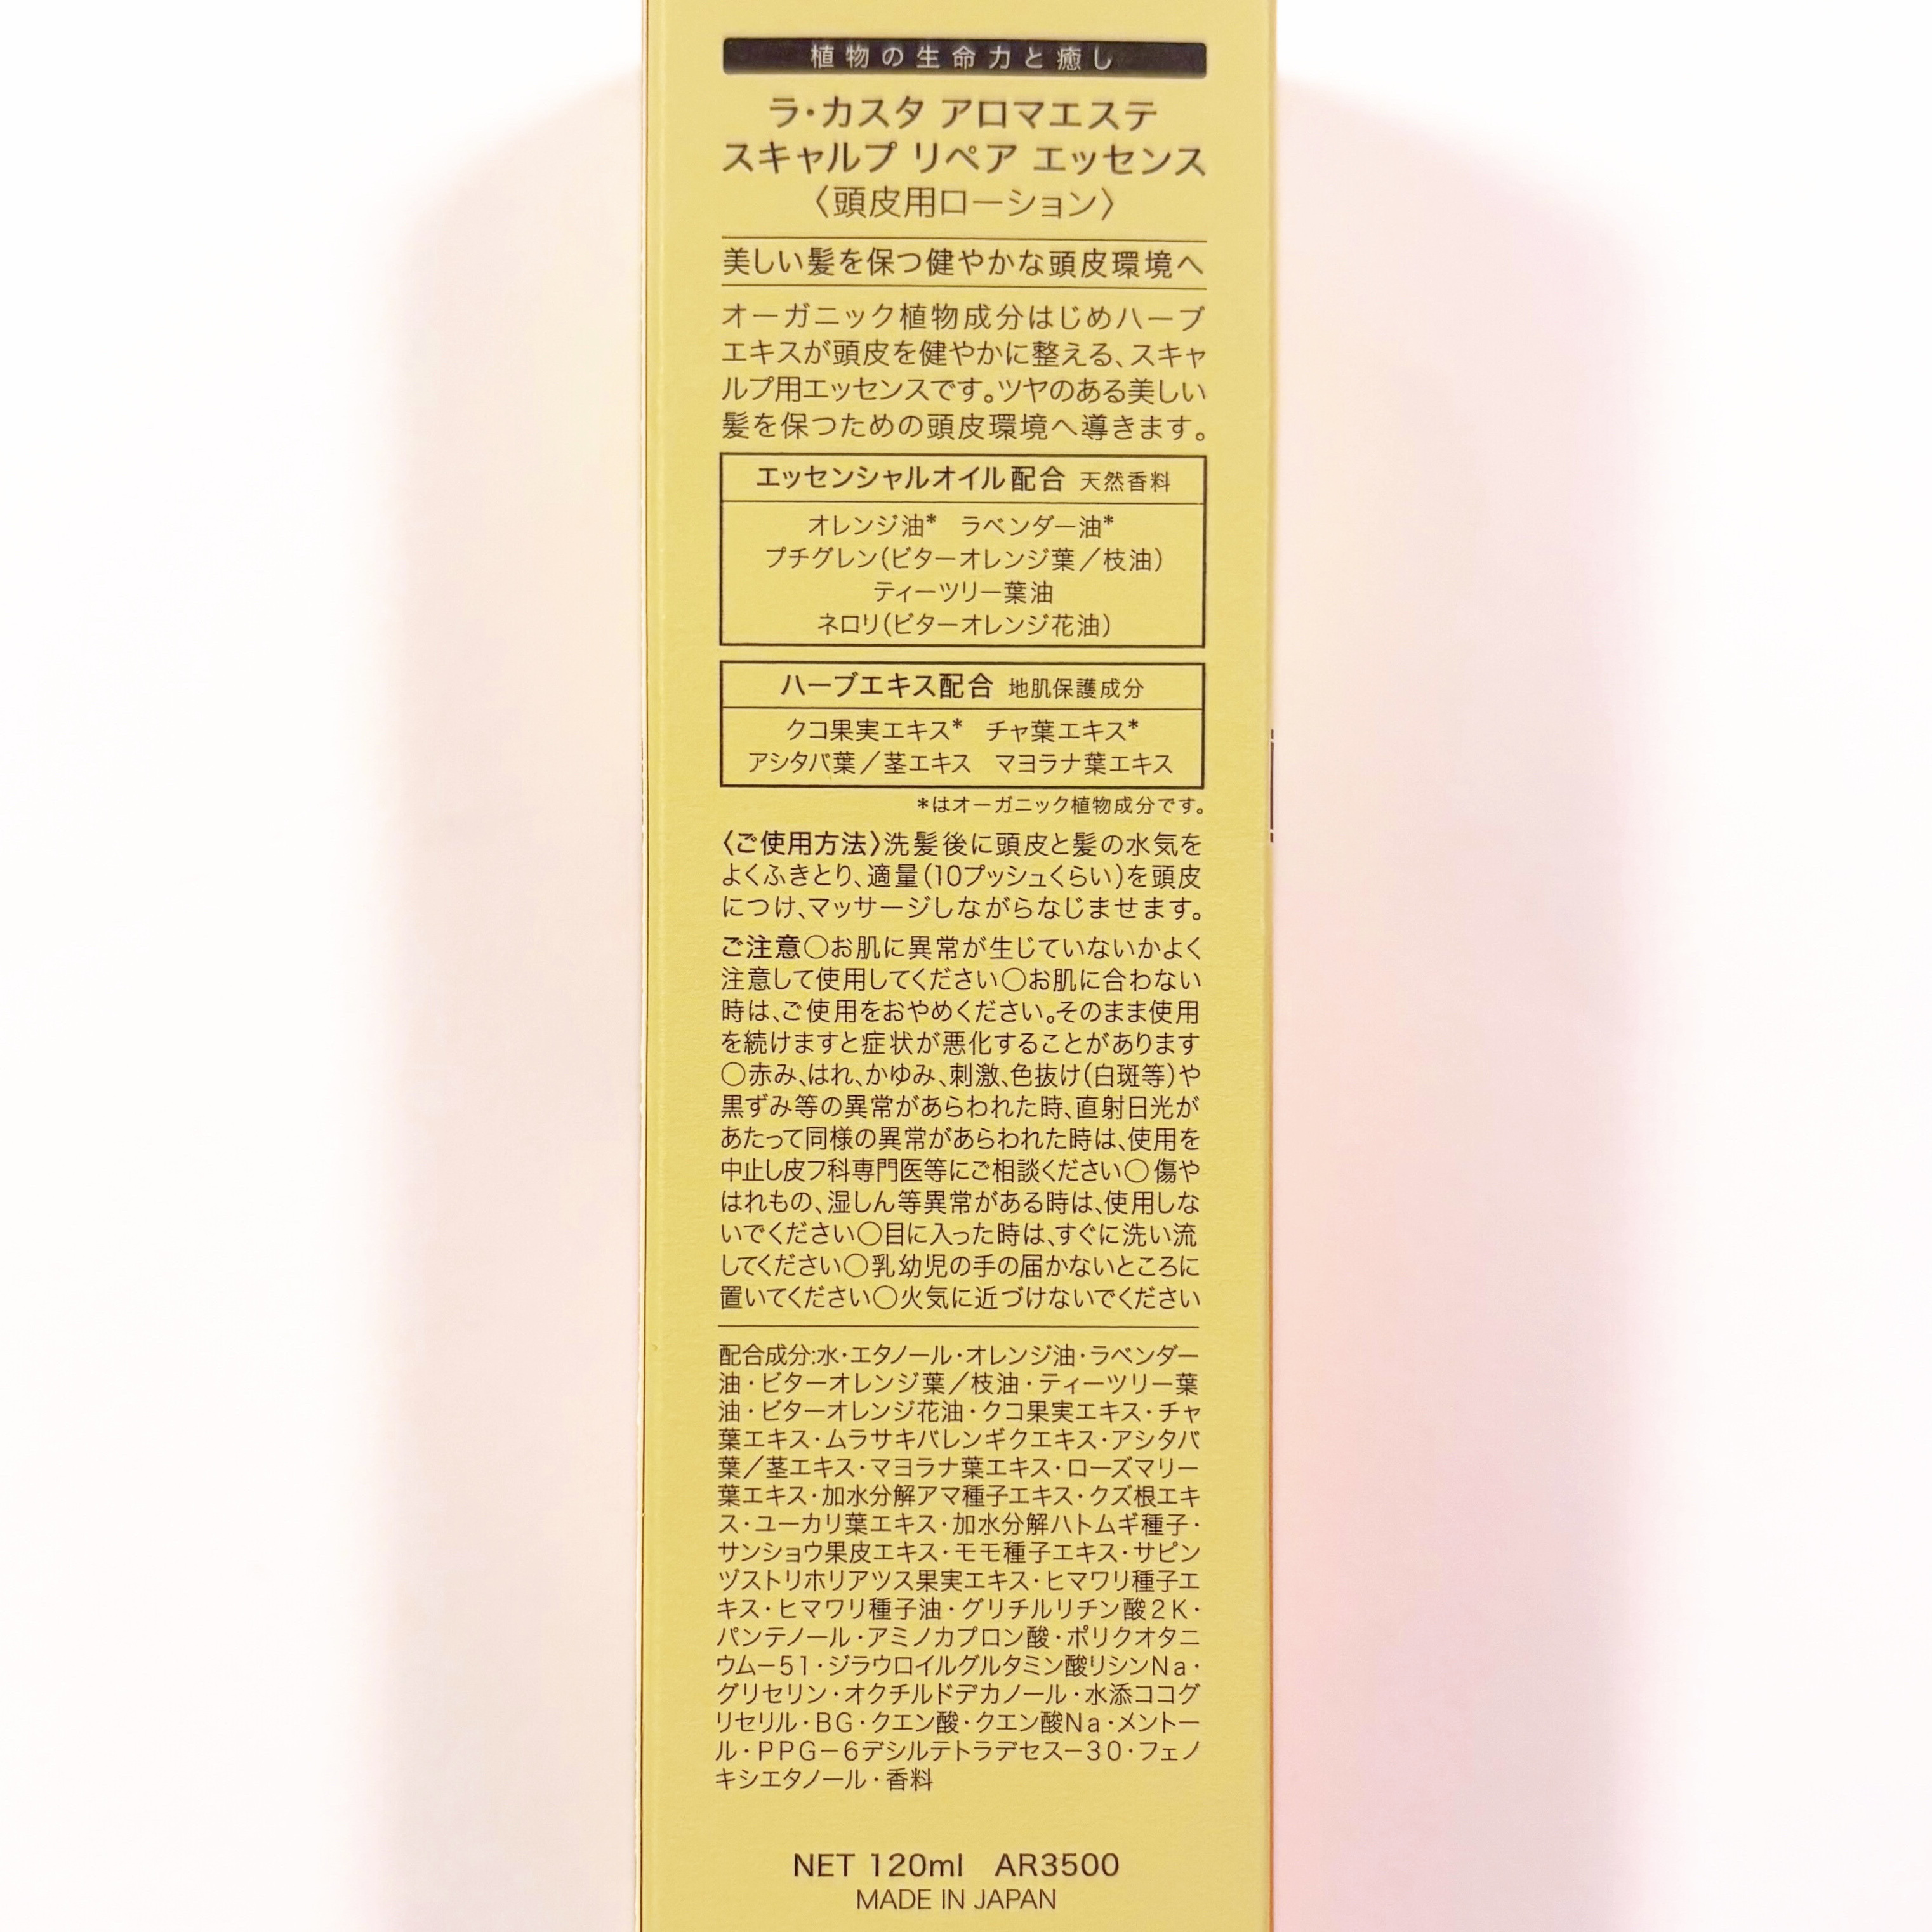 植物の生命力と癒し
ラ・カスタ アロマエステ
スキャルプ リペア エッセンス
〈頭皮用ローション〉
美しい髪を保つ健やかな頭皮環境へ
オーガニック植物成分はじめハーブ
エキスが頭皮を健やかに整える、スキャ
ルプ用エッセンスです。ツヤのある美しい
髪を保つための頭皮環境へ導きます。
エッセンシャルオイル配合 天然香料
オレンジ油* ラベンダー油*
プチグレン(ビターオレンジ葉／枝油)
ティーツリー葉油
ネロリ(ビターオレンジ花油)
ハーブエキス配合 地肌保護成分
クコ果実エキス* チャ葉エキス*
アシタバ葉／茎エキス マヨラナ葉エキス
*はオーガニック植物成分です。
〈ご使用方法〉洗髪後に頭皮と髪の水気を
よくふきとり、適量(10プッシュくらい)を頭皮
につけ、マッサージしながらなじませます。
ご注意○お肌に異常が生じていないかよく
注意して使用してください○お肌に合わない
時は、ご使用をおやめください。そのまま使用
を続けますと症状が悪化することがあります
○赤み、はれ、かゆみ、刺激、色抜け(白斑等)や
黒ずみ等の異常があらわれた時、直射日光が
あたって同様の異常があらわれた時は、使用を
中止し皮フ科専門医等にご相談ください○傷や
はれもの、湿しん等異常がある時は、使用しな
いでください○目に入った時は、すぐに洗い流
してください○乳幼児の手の届かないところに
置いてください○火気に近づけないでください
配合成分:水・エタノール・オレンジ油・ラベンダー
油・ビターオレンジ葉／枝油・ティーツリー葉
油・ビターオレンジ花油・クコ果実エキス・チャ
葉エキス・ムラサキバレンギクエキス・アシタバ
葉／茎エキス・マヨラナ葉エキス・ローズマリー
葉エキス・加水分解アマ種子エキス・クズ根エキ
ス・ユーカリ葉エキス・加水分解ハトムギ種子・
サンショウ果皮エキス・モモ種子エキス・サピン
ヅストリホリアツス果実エキス・ヒマワリ種子エ
キス・ヒマワリ種子油・グリチルリチン酸2K・
パンテノール・アミノカプロン酸・ポリクオタニ
ウムー51・ジラウロイルグルタミン酸リシンNa・
グリセリン・オクチルドデカノール・水添ココグ
リセリル・BG・クエン酸・クエン酸Na・メントー
ル・PPG－6デシルテトラデセスー30・フェノ
キシエタノール・香料
NET 120ml AR3500
MADE IN JAPAN